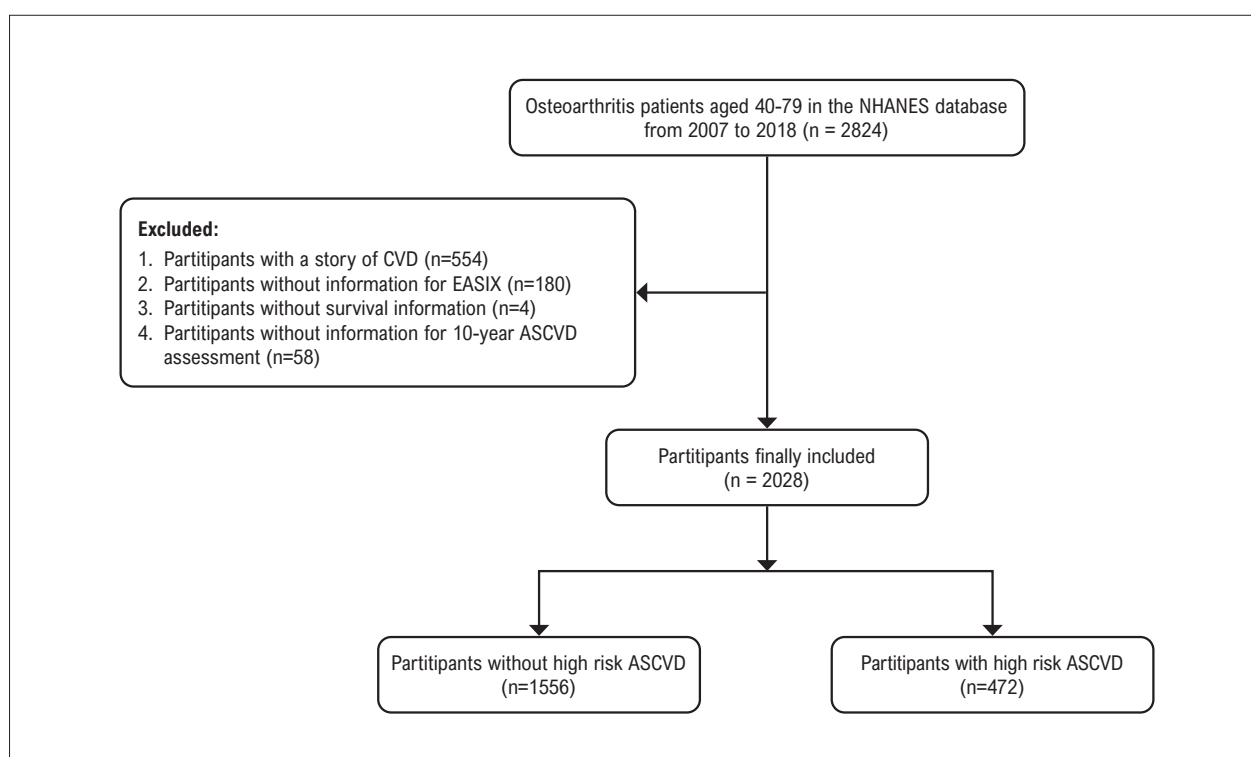 Osteoarthritis patients aged 40-79 in the NHANES database
from 2007 to 2018 (n = 2824)
Excluded:
1. Partitipants with a story of CVD (n=554)
2. Partitipants without information for EASIX (n=180)
3. Partitipants without survival information (n=4)
4. Partitipants without information for 10-year ASCVD
assessment (n=58)
Partitipants finally included
(n = 2028)
Partitipants without high risk ASCVD
(n=1556)
Partitipants with high risk ASCVD
(n=472)